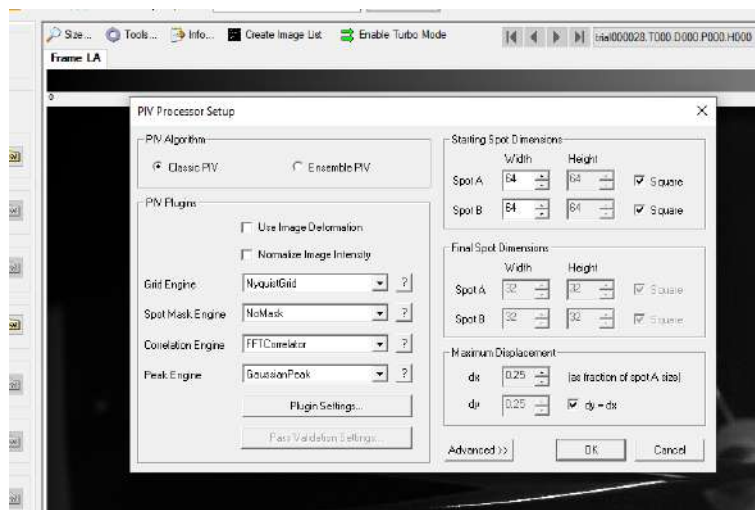 Size... Tools... Info... Create Image List Enable Turbo Mode trial000028.T000.D000.P000.H000
Frame LA
0
PIV Processor Setup
PIV Algorithm
Classic PIV Ensemble PIV
PIV Plugins
Use Image Deformation
Normalize Image Intensity
Grid Engine NyquistGrid ?
Spot Mask Engine NoMask ?
Correlation Engine FFTCorrelator ?
Peak Engine GaussianPeak ?
Plugin Settings...
Pass Validation Settings...
Starting Spot Dimensions
Width Height
Spot A 64 64 Square
Spot B 64 64 Square
Final Spot Dimensions
Width Height
Spot A 32 32 Square
Spot B 32 32 Square
Maximum Displacement
dx 0.25 (as fraction of spot A size)
dy 0.25 dy = dx
Advanced >> OK Cancel